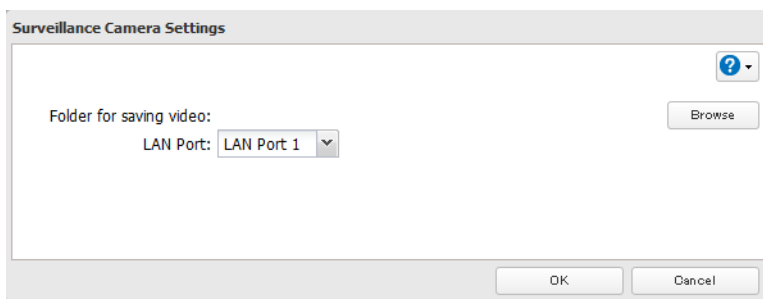 Surveillance Camera Settings
?
Folder for saving video:
Browse
LAN Port: LAN Port 1
OK
Cancel